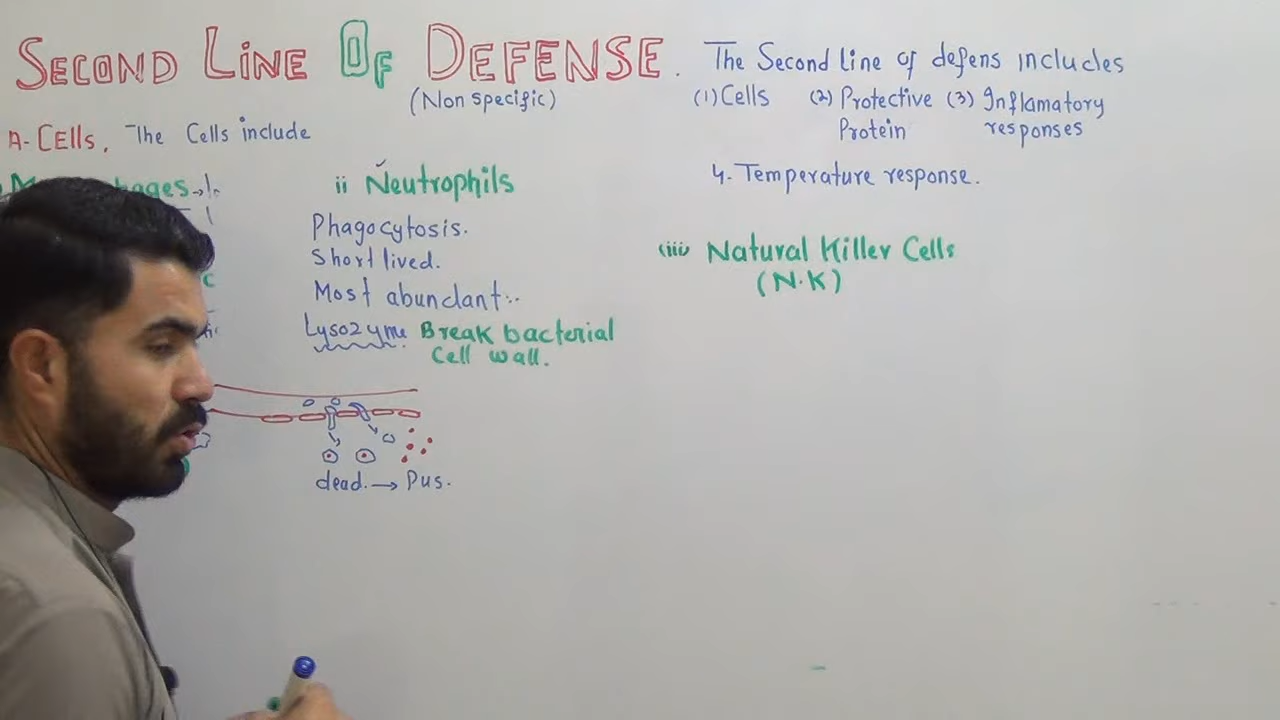 SECOND LINE OF DEFENSE.
(Non specific)
The Second line of defens includes
(1) Cells (2) Protective Protein (3) Inflamatory responses
4. Temperature response.
A- CELLS. The Cells include
ii Neutrophils
Phagocytosis.
Short lived.
Most abundant..
Lysozyme Break bacterial
Cell wall.
dead. → Pus.
(iii) Natural Killer Cells
(N.K)